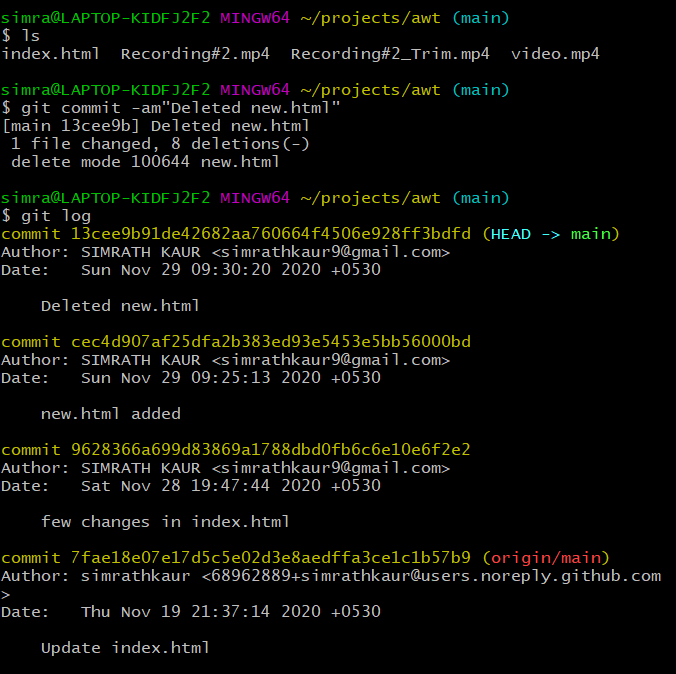 simra@LAPTOP-KIDFJ2F2 MINGW64 ~/projects/awt (main)
$ ls
index.html  Recording#2.mp4  Recording#2_Trim.mp4  video.mp4
simra@LAPTOP-KIDFJ2F2 MINGW64 ~/projects/awt (main)
$ git commit -am"Deleted new.html"
[main 13cee9b] Deleted new.html
 1 file changed, 8 deletions(-)
 delete mode 100644 new.html
simra@LAPTOP-KIDFJ2F2 MINGW64 ~/projects/awt (main)
$ git log
commit 13cee9b91de42682aa760664f4506e928ff3bdfd (HEAD -> main)
Author: SIMRATH KAUR <simrathkaur9@gmail.com>
Date:   Sun Nov 29 09:30:20 2020 +0530
    Deleted new.html
commit cec4d907af25dfa2b383ed93e5453e5bb56000bd
Author: SIMRATH KAUR <simrathkaur9@gmail.com>
Date:   Sun Nov 29 09:25:13 2020 +0530
    new.html added
commit 9628366a699d83869a1788dbd0fb6c6e10e6f2e2
Author: SIMRATH KAUR <simrathkaur9@gmail.com>
Date:   Sat Nov 28 19:47:44 2020 +0530
    few changes in index.html
commit 7fae18e07e17d5c5e02d3e8aedffa3ce1c1b57b9 (origin/main)
Author: simrathkaur <68962889+simrathkaur@users.noreply.github.com
>
Date:   Thu Nov 19 21:37:14 2020 +0530
    Update index.html